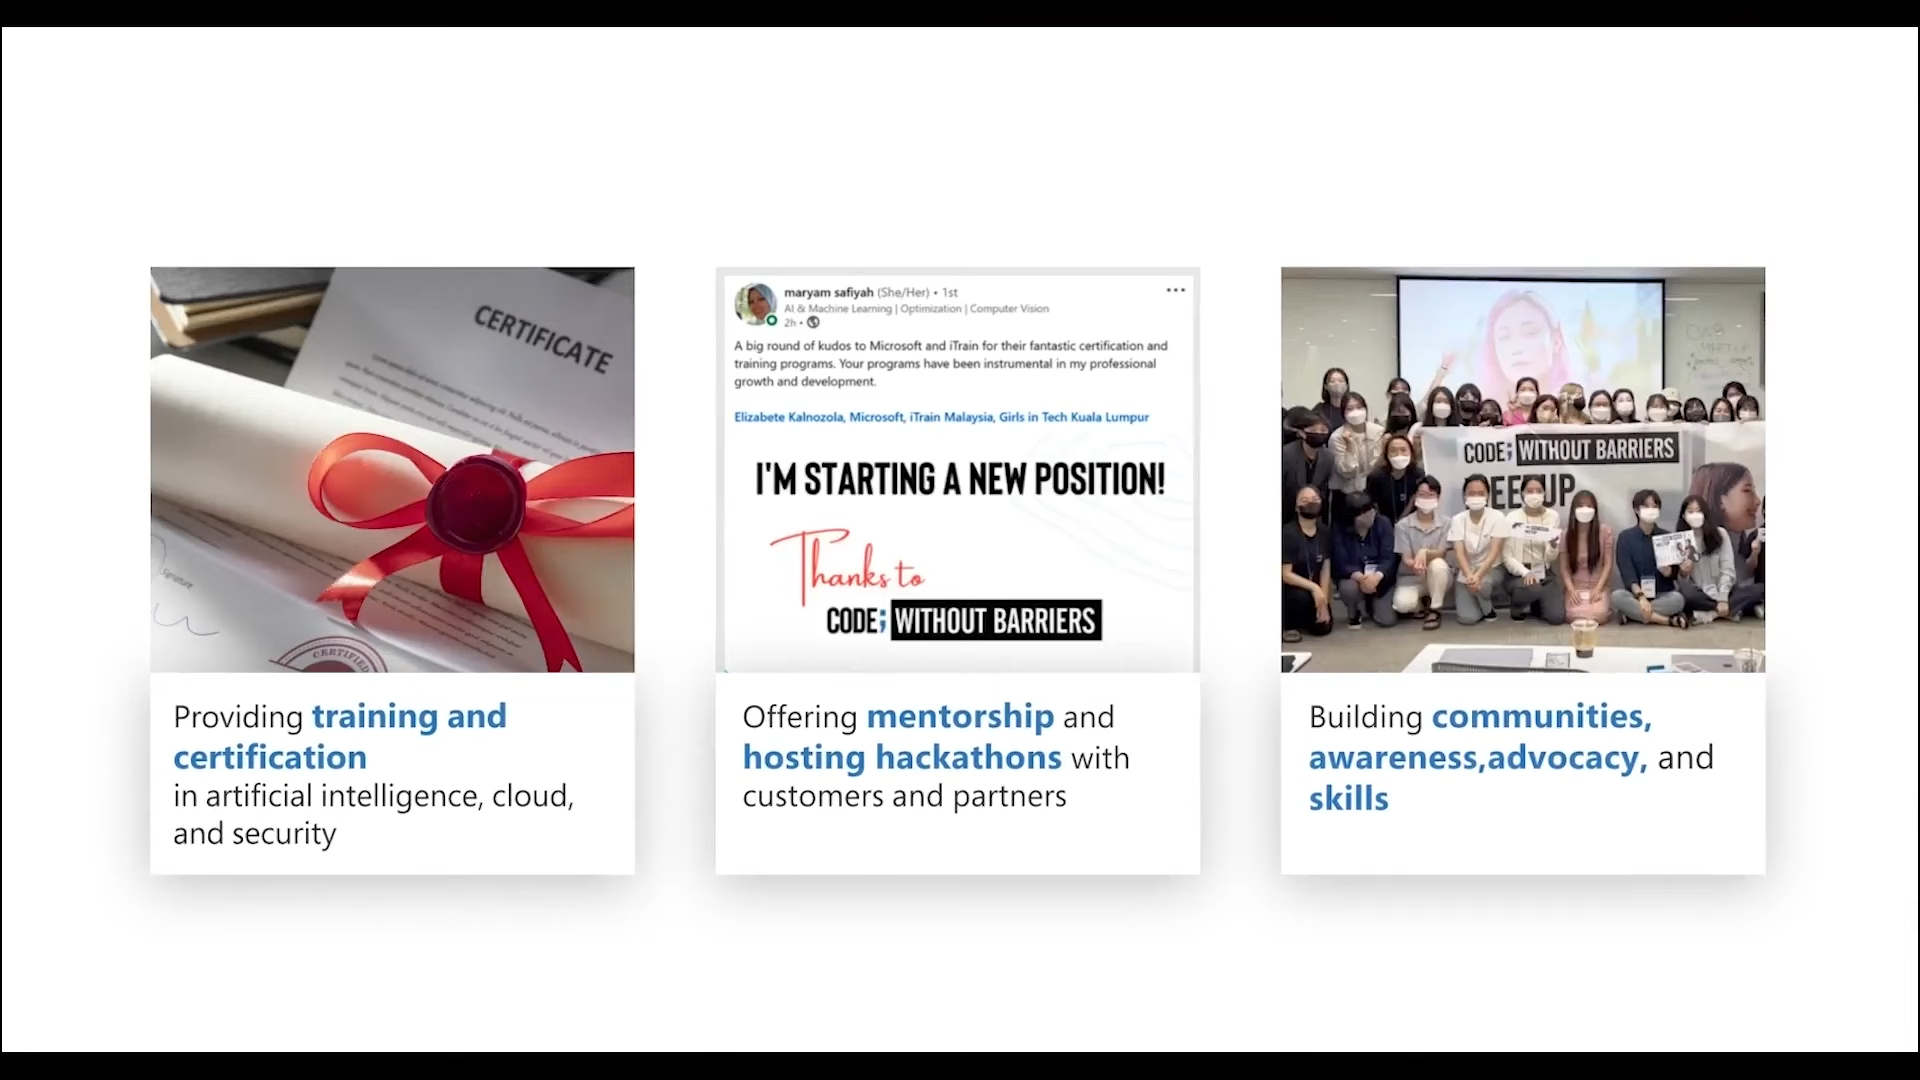 CERTIFICATE
Signature
CERTIFIED
Providing training and
certification
in artificial intelligence, cloud,
and security
maryam safiyah (She/Her) • 1st
AI & Machine Learning | Optimization | Computer Vision
2h •
A big round of kudos to Microsoft and iTrain for their fantastic certification and
training programs. Your programs have been instrumental in my professional
growth and development.
Elizabete Kalnozola, Microsoft, iTrain Malaysia, Girls in Tech Kuala Lumpur
I'M STARTING A NEW POSITION!
Thanks to
CODE; WITHOUT BARRIERS
Offering mentorship and
hosting hackathons with
customers and partners
CWB
CODE; WITHOUT BARRIERS
Building communities,
awareness,advocacy, and
skills